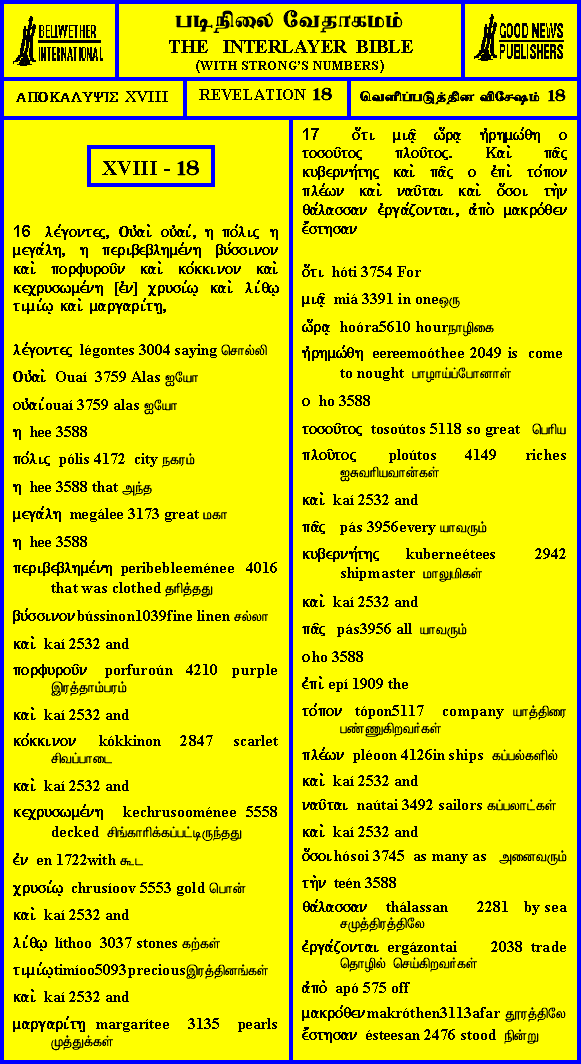 BELLWETHER
INTERNATIONAL
படிநிலை வேதாகமம்
THE INTERLAYER BIBLE
(WITH STRONG'S NUMBERS)
GOOD NEWS
PUBLISHERS
ΑΠΟΚΑΛΥΨΙΣ XVIII
REVELATION 18
வெளிப்படுத்தின விசேஷம் 18
XVIII - 18
16 λέγοντες, Οὐαὶ οὐαί, η πόλις η
μεγάλη, η περιβεβλημένη βύσσινον
καὶ πορφυροῦν καὶ κόκκινον καὶ
κεχρυσωμένη [ἐν] χρυσίῳ καὶ λίθῳ
τιμίῳ καὶ μαργαρίτῃ,
λέγοντες légontes 3004 saying சொல்லி
Οὐαὶ Ouaí 3759 Alas ஐயோ
οὐαί ouaí 3759 alas ஐயோ
η hee 3588
πόλις pólis 4172 city நகரம்
η hee 3588 that அந்த
μεγάλη megálee 3173 great மகா
η hee 3588
περιβεβλημένη peribebleeménee 4016
that was clothed தரித்தது
βύσσινον bússinon1039fine linen சல்லா
καὶ kaí 2532 and
πορφυροῦν porfuroún 4210 purple
இரத்தாம்பரம்
καὶ kaí 2532 and
κόκκινον kókkinon 2847 scarlet
சிவப்பாடை
καὶ kaí 2532 and
κεχρυσωμένη kechrusooménee 5558
decked சிங்காரிக்கப்பட்டிருந்தது
ἐν en 1722with கூட
χρυσίῳ chrusíoov 5553 gold பொன்
καὶ kaí 2532 and
λίθῳ líthoo 3037 stones கற்கள்
τιμίῳtimíoo5093preciousஇரத்தினங்கள்
καὶ kaí 2532 and
μαργαρίτῃ margarítee 3135 pearls
முத்துக்கள்
17 ὅτι μιᾷ ὥρᾳ ἠρημώθη ο
τοσοῦτος πλοῦτος. Καὶ πᾶς
κυβερνήτης καὶ πᾶς ο ἐπὶ τόπον
πλέων καὶ ναῦται καὶ ὅσοι τὴν
θάλασσαν ἐργάζονται, ἀπὸ μακρόθεν
ἔστησαν
ὅτι hóti 3754 For
μιᾷ miá 3391 in oneஒரு
ὥρᾳ hoóra5610 hourநாழிகை
ἠρημώθη eereemoóthee 2049 is come
to nought பாழாய்ப்போனாள்
ο ho 3588
τοσοῦτος tosoútos 5118 so great பெரிய
πλοῦτος ploútos 4149 riches
ஐசுவரியவான்கள்
καὶ kaí 2532 and
πᾶς pás 3956every யாவரும்
κυβερνήτης kuberneétees 2942
shipmaster மாலுமிகள்
καὶ kaí 2532 and
πᾶς pás3956 all யாவரும்
ο ho 3588
ἐπὶ epí 1909 the
τόπον tópon5117 company யாத்திரை
பண்ணுகிறவர்கள்
πλέων pléoon 4126in ships கப்பல்களில்
καὶ kaí 2532 and
ναῦται naútai 3492 sailors கப்பலாட்கள்
καὶ kaí 2532 and
ὅσοι hósoi 3745 as many as அனைவரும்
τὴν teén 3588
θάλασσαν thálassan 2281 by sea
சமுத்திரத்திலே
ἐργάζονται ergázontai 2038 trade
தொழில் செய்கிறவர்கள்
ἀπὸ apó 575 off
μακρόθεν makróthen3113afar தூரத்திலே
ἔστησαν ésteesan 2476 stood நின்று